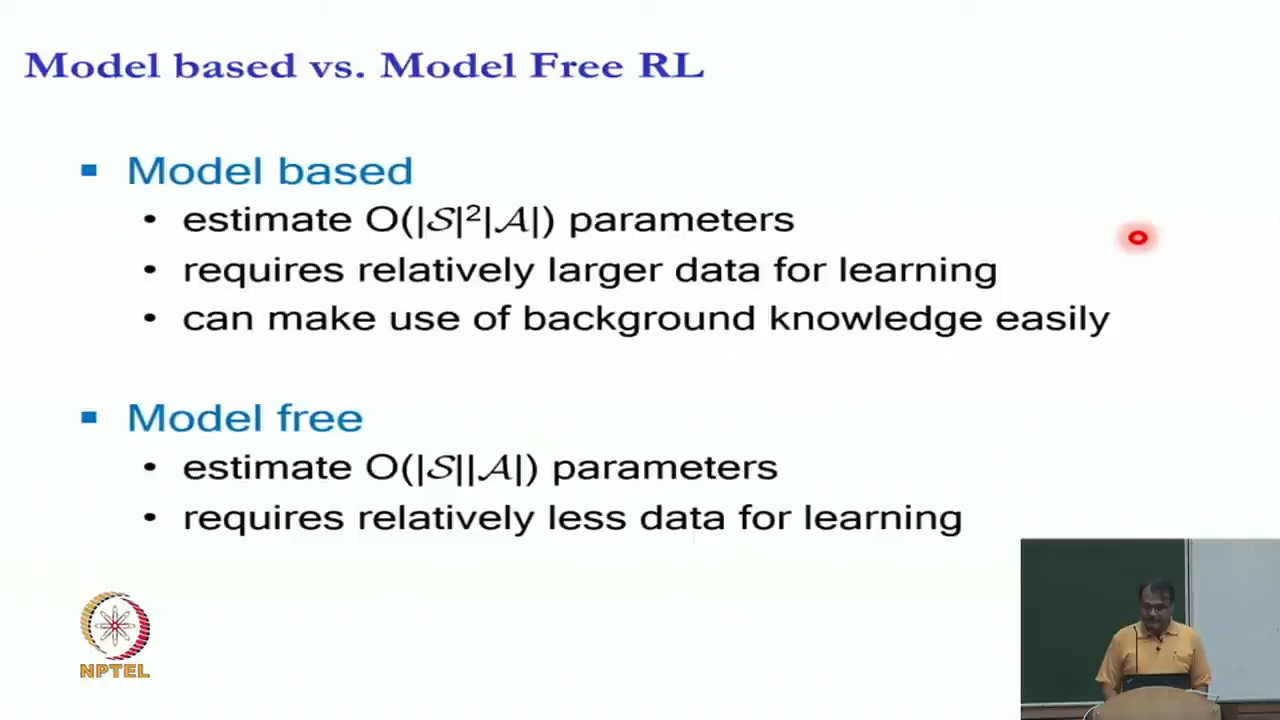 Model based vs. Model Free RL
▪ Model based
• estimate O(|𝒮|²|𝒜|) parameters
• requires relatively larger data for learning
• can make use of background knowledge easily
▪ Model free
• estimate O(|𝒮||𝒜|) parameters
• requires relatively less data for learning
NPTEL